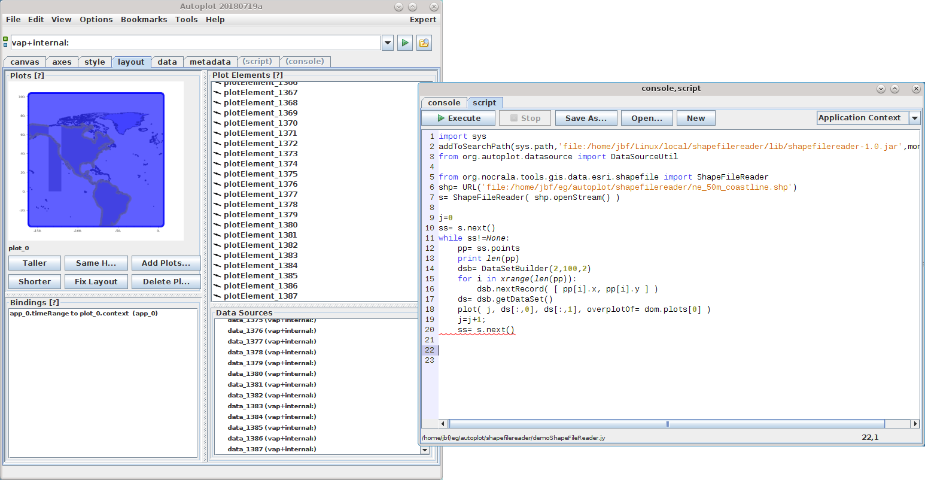 Autoplot 20180719a
File Edit View Options Bookmarks Tools Help Expert
vap+internal:
canvas axes style layout data metadata (script) (console)
Plots [?]
plot_0
Taller Same H... Add Plots...
Shorter Fix Layout Delete Pl...
Bindings [?]
app_0.timeRange to plot_0.context (app_0)
Plot Elements [?]
plotElement_1366
plotElement_1367
plotElement_1368
plotElement_1369
plotElement_1370
plotElement_1371
plotElement_1372
plotElement_1373
plotElement_1374
plotElement_1375
plotElement_1376
plotElement_1377
plotElement_1378
plotElement_1379
plotElement_1380
plotElement_1381
plotElement_1382
plotElement_1383
plotElement_1384
plotElement_1385
plotElement_1386
plotElement_1387
Data Sources
data_1375 (vap+internal:)
data_1376 (vap+internal:)
data_1377 (vap+internal:)
data_1378 (vap+internal:)
data_1379 (vap+internal:)
data_1380 (vap+internal:)
data_1381 (vap+internal:)
data_1382 (vap+internal:)
data_1383 (vap+internal:)
data_1384 (vap+internal:)
data_1385 (vap+internal:)
data_1386 (vap+internal:)
data_1387 (vap+internal:)
console,script
console script
Execute Stop Save As... Open... New Application Context
1 import sys
2 addToSearchPath(sys.path,'file:/home/jbf/Linux/local/shapefilereader/lib/shapefilereader-1.0.jar',mon
3 from org.autoplot.datasource import DataSourceUtil
4
5 from org.nocrala.tools.gis.data.esri.shapefile import ShapeFileReader
6 shp= URL('file:/home/jbf/eg/autoplot/shapefilereader/ne_50m_coastline.shp')
7 s= ShapeFileReader( shp.openStream() )
8
9 j=0
10 ss= s.next()
11 while ss!=None:
12 pp= ss.points
13 print len(pp)
14 dsb= DataSetBuilder(2,100,2)
15 for i in xrange(len(pp)):
16 dsb.nextRecord( [ pp[i].x, pp[i].y ] )
17 ds= dsb.getDataSet()
18 plot( j, ds[:,0], ds[:,1], overplotOf= dom.plots[0] )
19 j=j+1;
20 ss= s.next()
21
22
23
/home/jbf/eg/autoplot/shapefilereader/demoShapeFileReader.jy 22,1